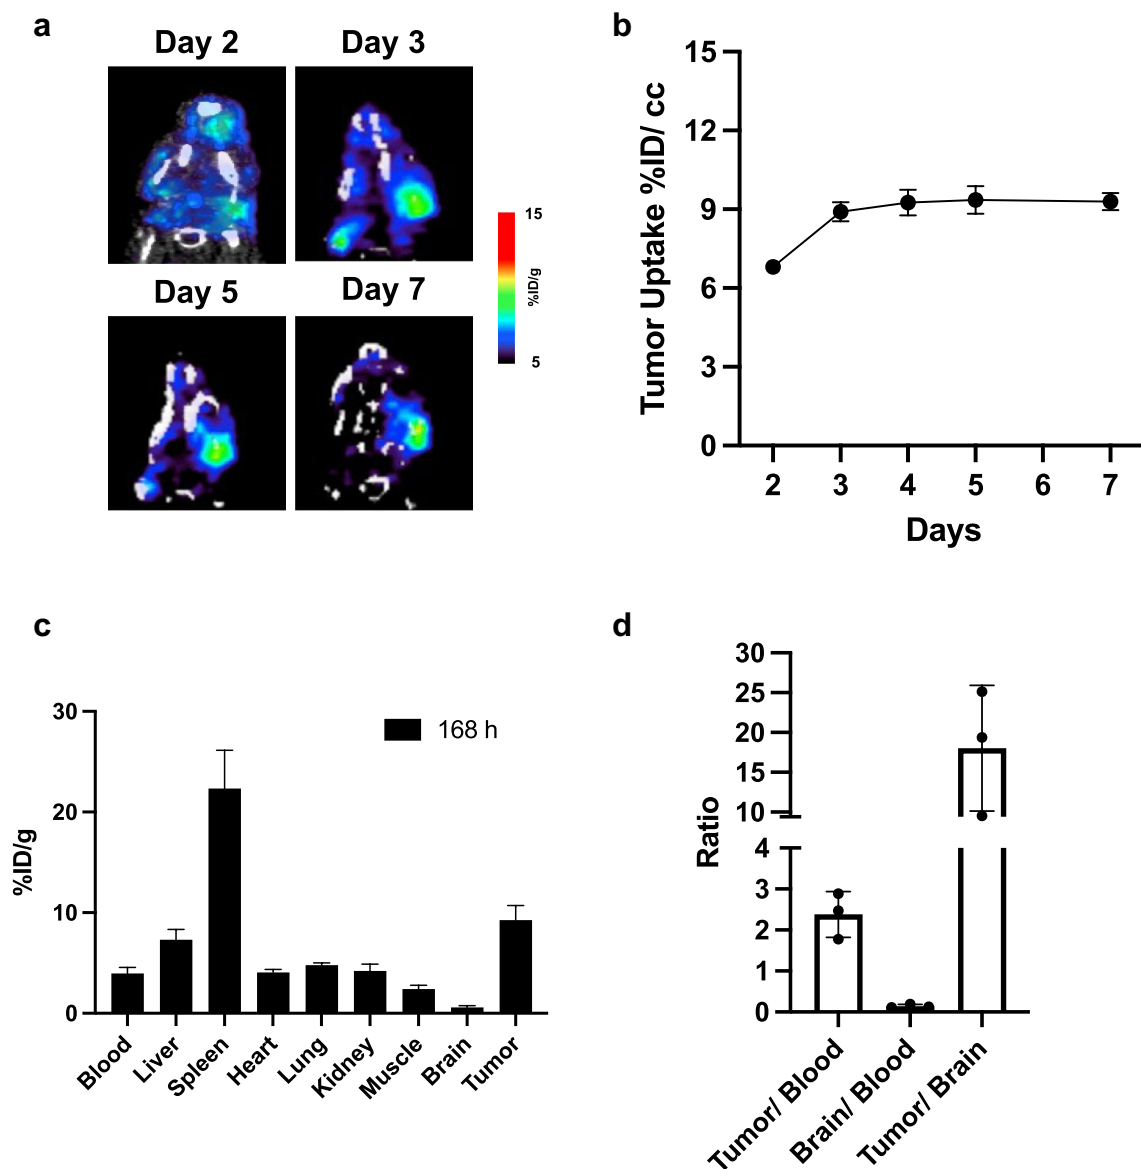 a
Day 2
Day 3
Day 5
Day 7
15
%ID/g
5
b
Tumor Uptake %ID/ cc
15
12
9
6
3
0
2 3 4 5 6 7
Days
c
%ID/g
30
20
10
0
168 h
Blood
Liver
Spleen
Heart
Lung
Kidney
Muscle
Brain
Tumor
d
Ratio
30
25
20
15
10
4
3
2
1
0
Tumor/ Blood
Brain/ Blood
Tumor/ Brain